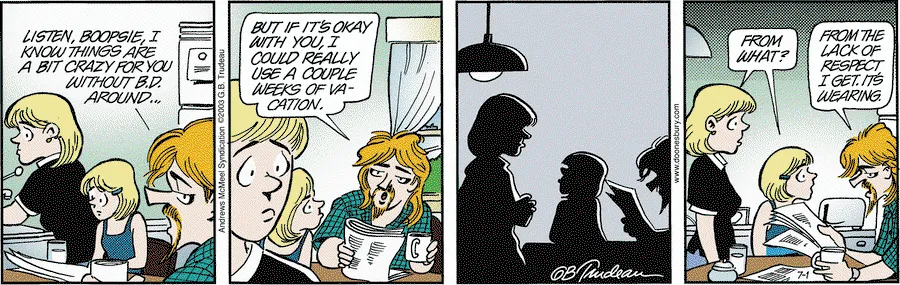 LISTEN, BOOPSIE, I
KNOW THINGS ARE
A BIT CRAZY FOR YOU
WITHOUT B.D.
AROUND...
Andrews McMeel Syndication ©2003 G.B. Trudeau
BUT IF IT'S OKAY
WITH YOU, I
COULD REALLY
USE A COUPLE
WEEKS OF VA-
CATION.
GB Trudeau
www.doonesbury.com
FROM
WHAT?
FROM THE
LACK OF
RESPECT
I GET. IT'S
WEARING.
7-1